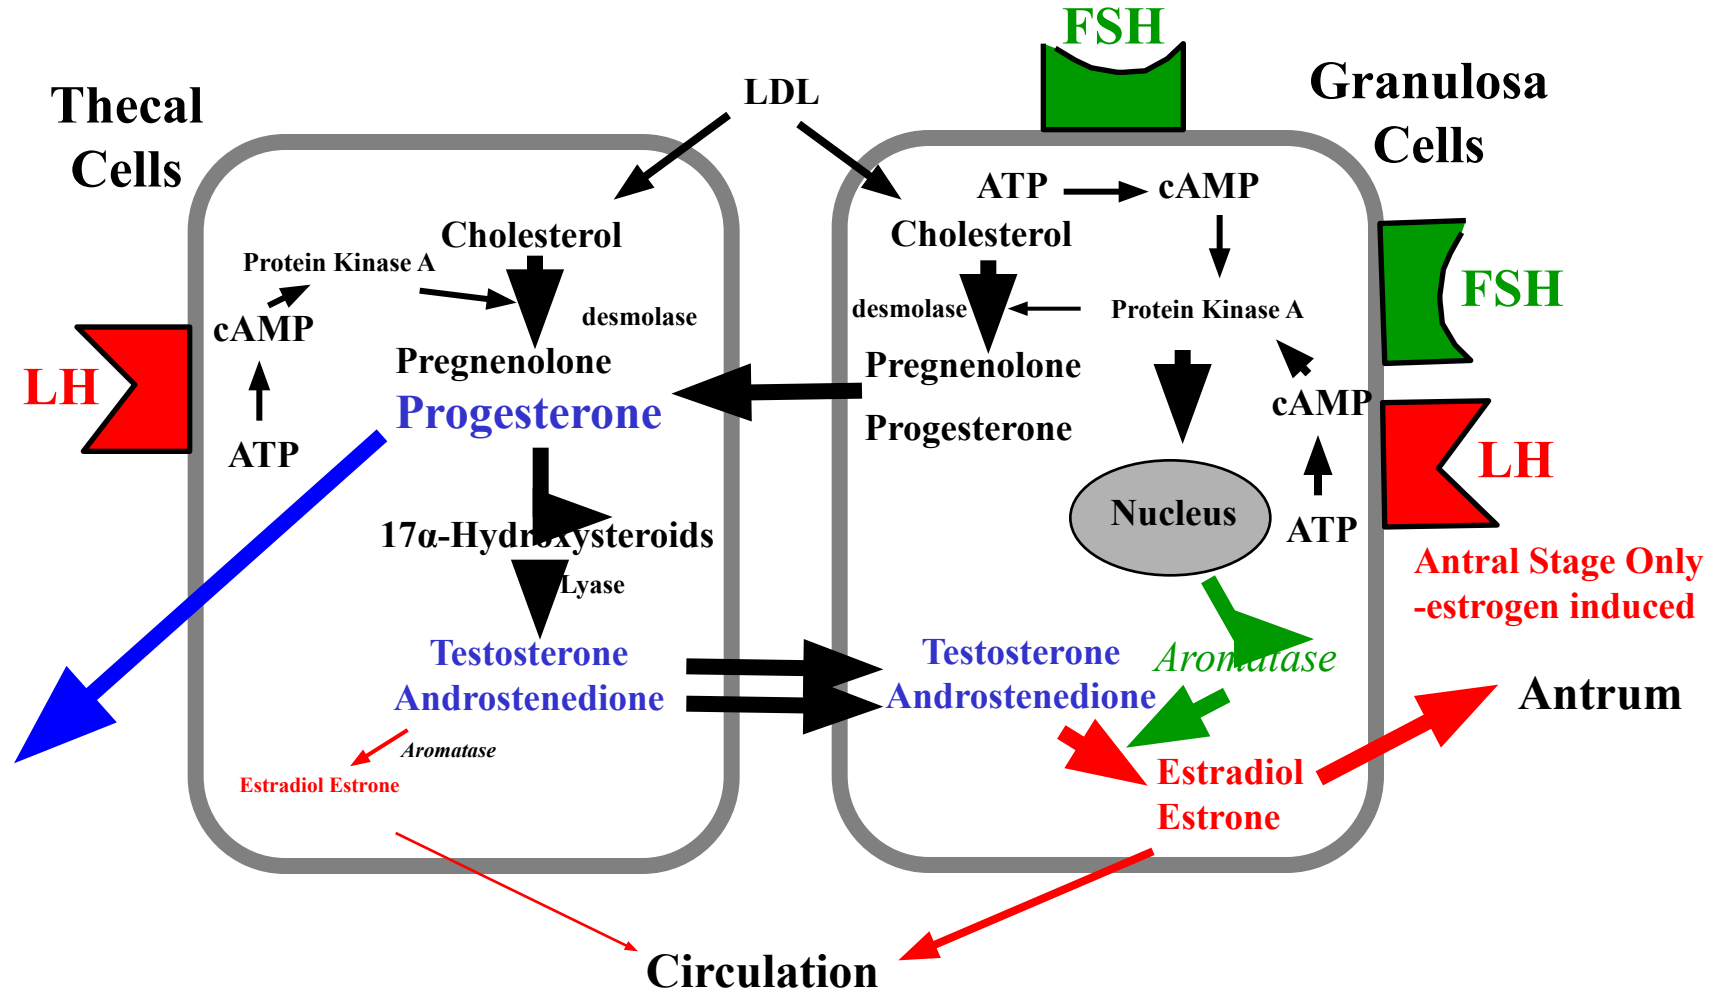 FSH
Granulosa
Cells
Thecal
Cells
LDL
ATP
cAMP
Cholesterol
Cholesterol
Protein Kinase A
desmolase
desmolase
Protein Kinase A
FSH
cAMP
LH
ATP
Pregnenolone
Progesterone
Pregnenolone
Progesterone
cAMP
LH
ATP
Nucleus
17α-Hydroxysteroids
Lyase
Antral Stage Only
-estrogen induced
Testosterone
Androstenedione
Testosterone
Androstenedione
Aromatase
Antrum
Aromatase
Estradiol Estrone
Estradiol
Estrone
Circulation